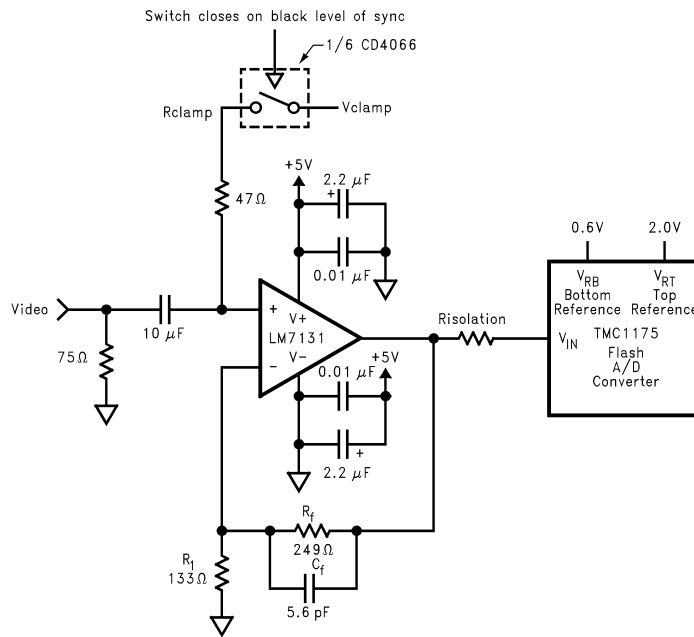 Switch closes on black level of sync
1/6 CD4066
Rclamp
Vclamp
+5V
2.2 μF
+
47Ω
0.01 μF
0.6V
2.0V
VRB
Bottom
Reference
VRT
Top
Reference
Video
10 μF
+
V+
LM7131
V−
−
Risolation
VIN
TMC1175
Flash
A/D
Converter
75Ω
+5V
0.01 μF
+
2.2 μF
Rf
249Ω
Cf
5.6 pF
R1
133Ω